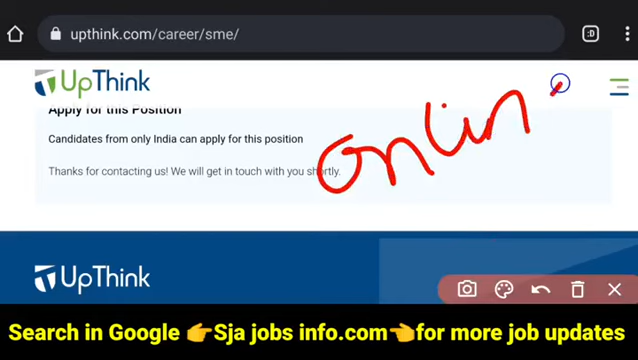 upthink.com/career/sme/
:D
UpThink
Apply for this Position
Candidates from only India can apply for this position
Thanks for contacting us! We will get in touch with you shortly.
Onlin
UpThink
Search in Google 👉Sja jobs info.com👈for more job updates